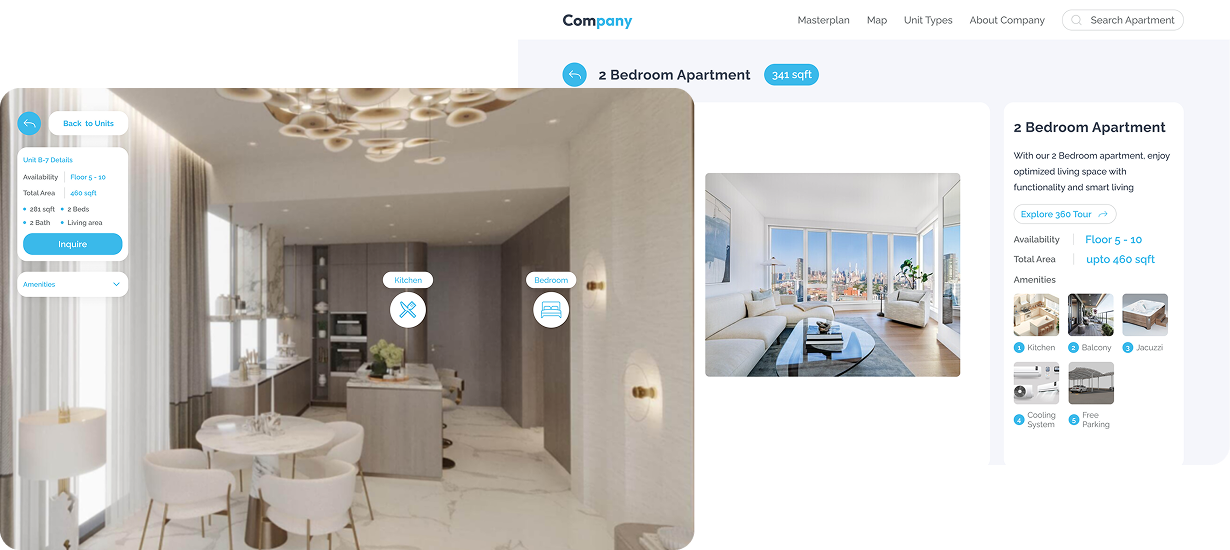 Company
Masterplan
Map
Unit Types
About Company
Search Apartment
2 Bedroom Apartment
341 sqft
Back to Units
Unit B-7 Details
Availability
Floor 5 - 10
Total Area
460 sqft
281 sqft
2 Beds
2 Bath
Living area
Inquire
Amenities
Kitchen
Bedroom
2 Bedroom Apartment
With our 2 Bedroom apartment, enjoy
optimized living space with
functionality and smart living
Explore 360 Tour
Availability
Floor 5 - 10
Total Area
upto 460 sqft
Amenities
1 Kitchen
2 Balcony
3 Jacuzzi
4 Cooling
System
5 Free
Parking